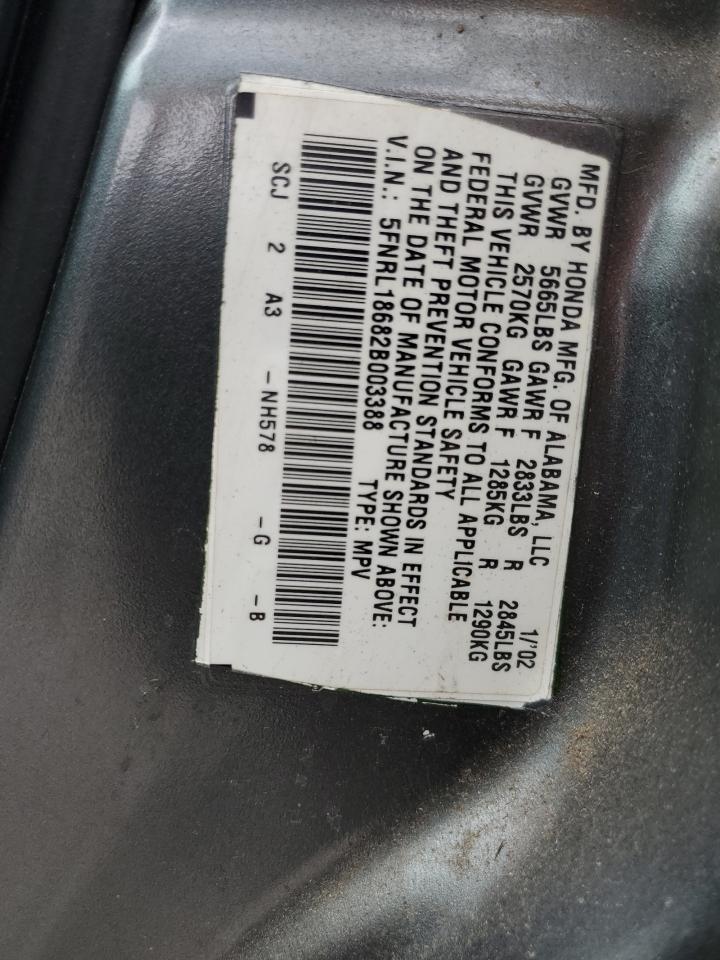 MFD. BY HONDA MFG. OF ALABAMA, LLC 1/'02
GVWR 5665LBS GAWR F 2833LBS R 2845LBS
GVWR 2570KG GAWR F 1285KG R 1290KG
THIS VEHICLE CONFORMS TO ALL APPLICABLE
FEDERAL MOTOR VEHICLE SAFETY
AND THEFT PREVENTION STANDARDS IN EFFECT
ON THE DATE OF MANUFACTURE SHOWN ABOVE:
V.I.N.: 5FNRL18682B003388 TYPE: MPV
SCJ 2 A3 -NH578 -G -B